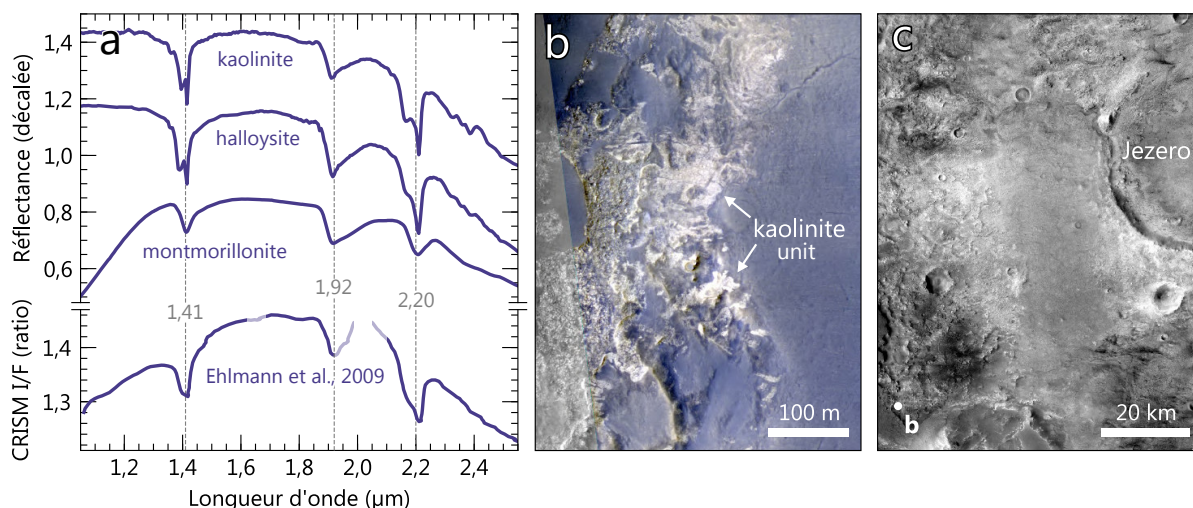 a
1,4
1,2
1,0
0,8
0,6
1,4
1,3
Réflectance (décalée)
CRISM I/F (ratio)
kaolinite
halloysite
montmorillonite
1,41
1,92
2,20
Ehlmann et al., 2009
1,2
1,4
1,6
1,8
2,0
2,2
2,4
Longueur d'onde (µm)
b
kaolinite
unit
100 m
c
Jezero
b
20 km